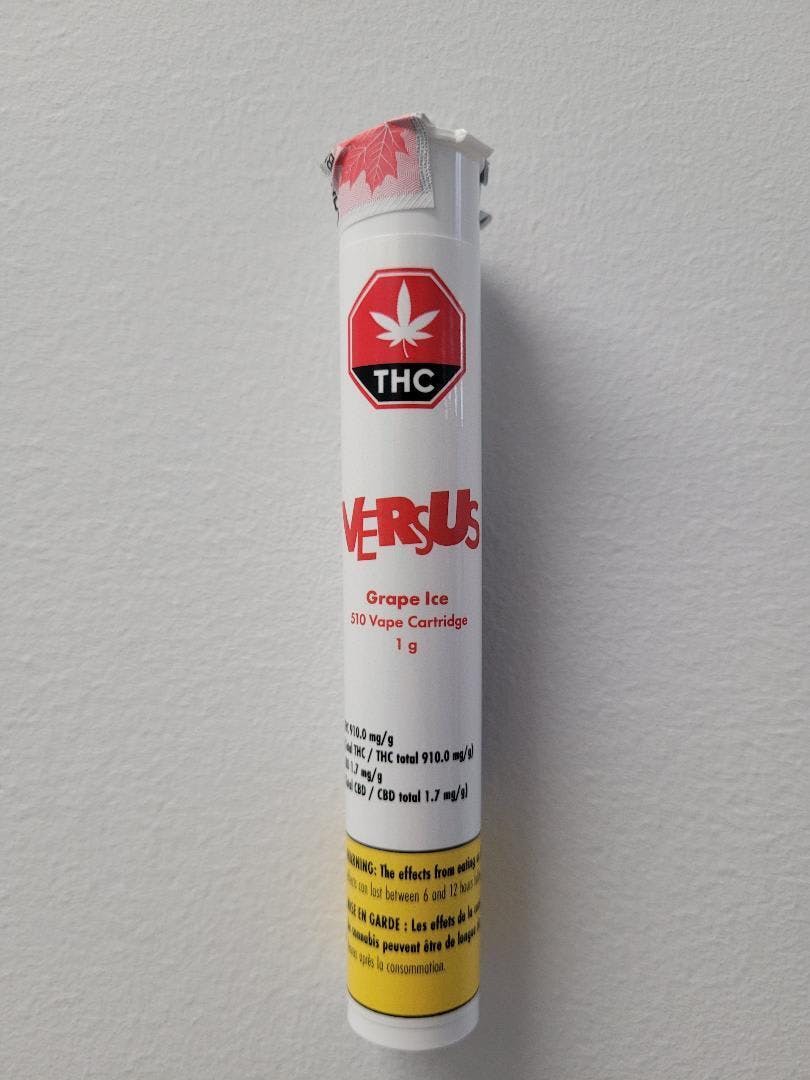 THC
VERSUS
Grape Ice
510 Vape Cartridge
1 g
910.0 mg/g
THC / THC total 910.0 mg/g)
1.7 mg/g
CBD / CBD total 1.7 mg/g)
WARNING: The effects from eating
can last between 6 and 12 hours
EN GARDE : Les effets de la
cannabis peuvent être de longue
après la consommation.